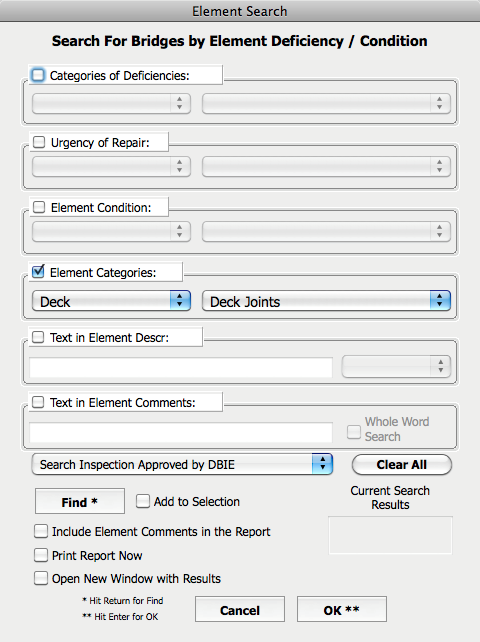 Element Search
Search For Bridges by Element Deficiency / Condition
Categories of Deficiencies:
Urgency of Repair:
Element Condition:
Element Categories:
Deck
Deck Joints
Text in Element Descr:
Text in Element Comments:
Whole Word
Search
Search Inspection Approved by DBIE
Clear All
Find *
Add to Selection
Current Search
Results
Include Element Comments in the Report
Print Report Now
Open New Window with Results
* Hit Return for Find
** Hit Enter for OK
Cancel
OK **